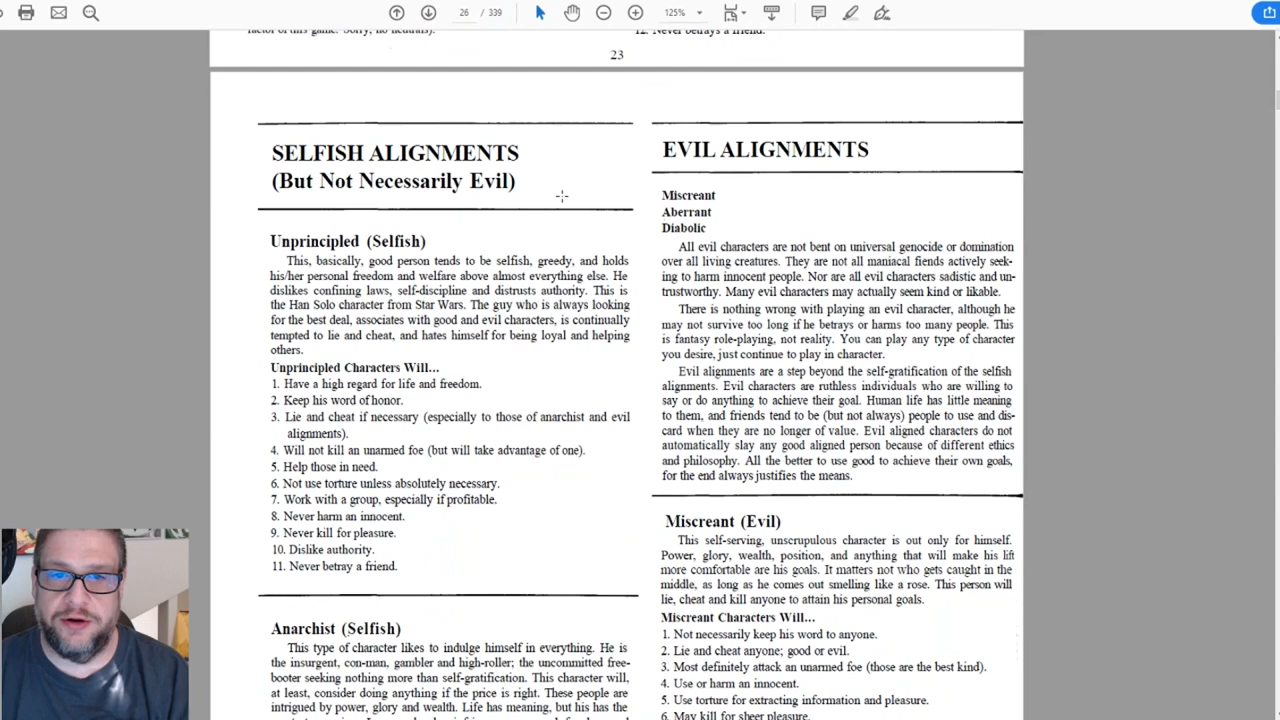 26 / 339
125%
factor of this game. Sorry, no neutrals).
12. Never betrays a friend.
23
SELFISH ALIGNMENTS
(But Not Necessarily Evil)
Unprincipled (Selfish)
This, basically, good person tends to be selfish, greedy, and holds
his/her personal freedom and welfare above almost everything else. He
dislikes confining laws, self-discipline and distrusts authority. This is
the Han Solo character from Star Wars. The guy who is always looking
for the best deal, associates with good and evil characters, is continually
tempted to lie and cheat, and hates himself for being loyal and helping
others.
Unprincipled Characters Will...
1. Have a high regard for life and freedom.
2. Keep his word of honor.
3. Lie and cheat if necessary (especially to those of anarchist and evil
alignments).
4. Will not kill an unarmed foe (but will take advantage of one).
5. Help those in need.
6. Not use torture unless absolutely necessary.
7. Work with a group, especially if profitable.
8. Never harm an innocent.
9. Never kill for pleasure.
10. Dislike authority.
11. Never betray a friend.
Anarchist (Selfish)
This type of character likes to indulge himself in everything. He is
the insurgent, con-man, gambler and high-roller; the uncommitted free-
booter seeking nothing more than self-gratification. This character will,
at least, consider doing anything if the price is right. These people are
intrigued by power, glory and wealth. Life has meaning, but his has the
EVIL ALIGNMENTS
Miscreant
Aberrant
Diabolic
All evil characters are not bent on universal genocide or domination
over all living creatures. They are not all maniacal fiends actively seek-
ing to harm innocent people. Nor are all evil characters sadistic and un-
trustworthy. Many evil characters may actually seem kind or likable.
There is nothing wrong with playing an evil character, although he
may not survive too long if he betrays or harms too many people. This
is fantasy role-playing, not reality. You can play any type of character
you desire, just continue to play in character.
Evil alignments are a step beyond the self-gratification of the selfish
alignments. Evil characters are ruthless individuals who are willing to
say or do anything to achieve their goal. Human life has little meaning
to them, and friends tend to be (but not always) people to use and dis-
card when they are no longer of value. Evil aligned characters do not
automatically slay any good aligned person because of different ethics
and philosophy. All the better to use good to achieve their own goals,
for the end always justifies the means.
Miscreant (Evil)
This self-serving, unscrupulous character is out only for himself.
Power, glory, wealth, position, and anything that will make his lift
more comfortable are his goals. It matters not who gets caught in the
middle, as long as he comes out smelling like a rose. This person will
lie, cheat and kill anyone to attain his personal goals.
Miscreant Characters Will...
1. Not necessarily keep his word to anyone.
2. Lie and cheat anyone; good or evil.
3. Most definitely attack an unarmed foe (those are the best kind).
4. Use or harm an innocent.
5. Use torture for extracting information and pleasure.
6. May kill for sheer pleasure.